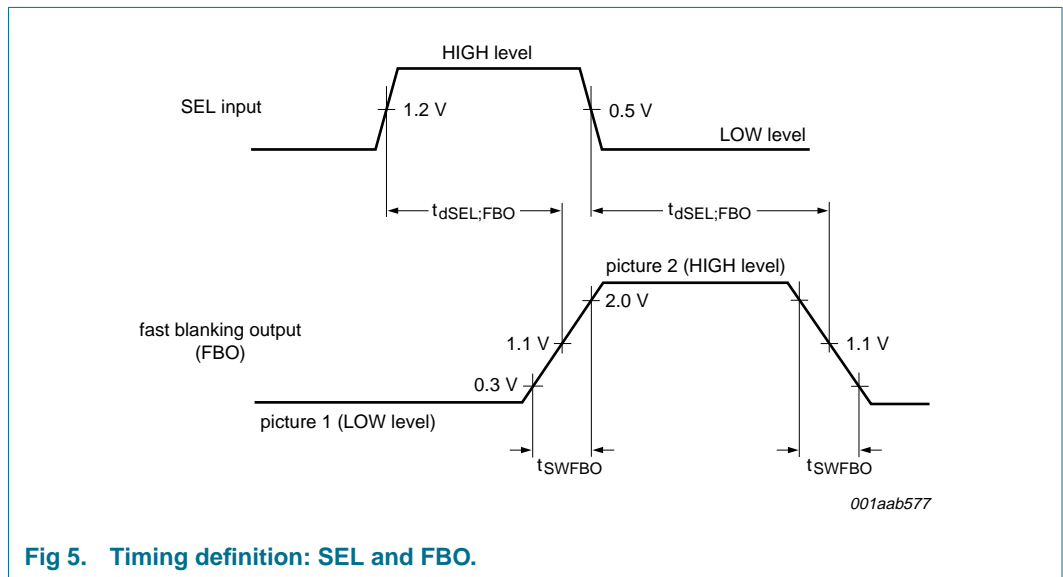 HIGH level
SEL input
1.2 V
0.5 V
LOW level
tdSEL;FBO
tdSEL;FBO
picture 2 (HIGH level)
2.0 V
fast blanking output
(FBO)
1.1 V
1.1 V
0.3 V
picture 1 (LOW level)
tSWFBO
tSWFBO
001aab577
Fig 5. Timing definition: SEL and FBO.